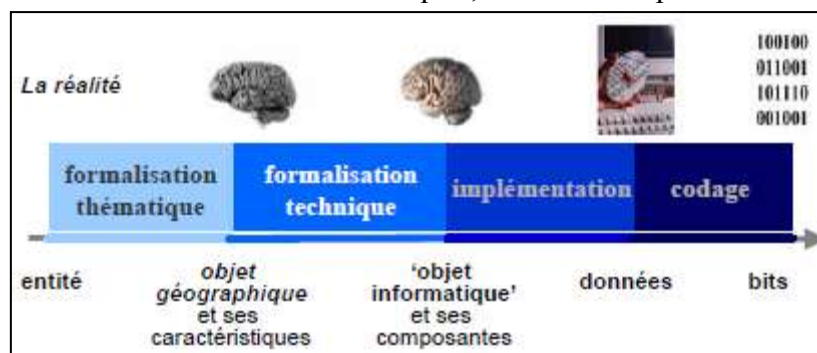 La réalité
100100
011001
101110
001001
formalisation
thématique
formalisation
technique
implémentation
codage
entité
objet
géographique
et ses
caractéristiques
‘objet
informatique’
et ses
composantes
données
bits